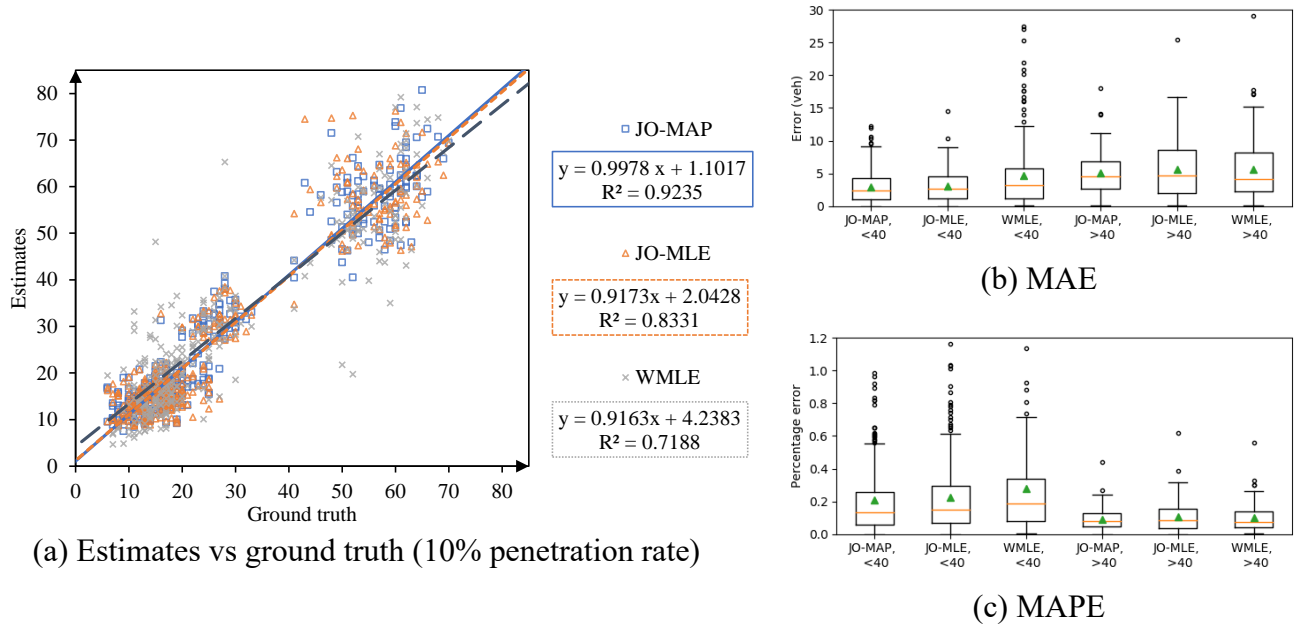 80
70
60
50
40
30
20
10
0
Estimates
0 10 20 30 40 50 60 70 80
Ground truth
JO-MAP
y = 0.9978 x + 1.1017
R² = 0.9235
JO-MLE
y = 0.9173x + 2.0428
R² = 0.8331
WMLE
y = 0.9163x + 4.2383
R² = 0.7188
(a) Estimates vs ground truth (10% penetration rate)
30
25
20
15
10
5
0
Error (veh)
JO-MAP, JO-MLE, WMLE, JO-MAP, JO-MLE, WMLE,
<40 <40 <40 >40 >40 >40
(b) MAE
1.2
1.0
0.8
0.6
0.4
0.2
0.0
Percentage error
JO-MAP, JO-MLE, WMLE, JO-MAP, JO-MLE, WMLE,
<40 <40 <40 >40 >40 >40
(c) MAPE